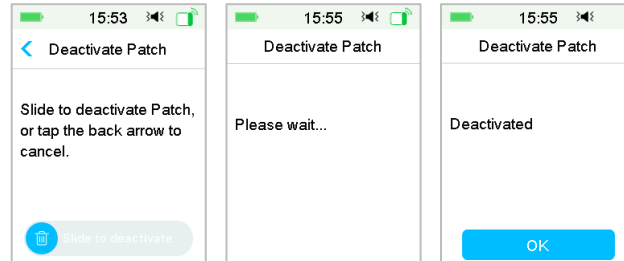 15:53
Deactivate Patch
Slide to deactivate Patch,
or tap the back arrow to
cancel.
Slide to deactivate
15:55
Deactivate Patch
Please wait...
15:55
Deactivate Patch
Deactivated
OK